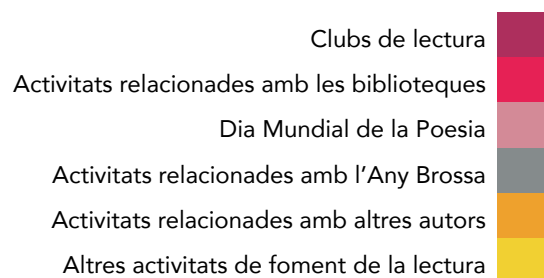 Clubs de lectura
Activitats relacionades amb les biblioteques
Dia Mundial de la Poesia
Activitats relacionades amb l’Any Brossa
Activitats relacionades amb altres autors
Altres activitats de foment de la lectura